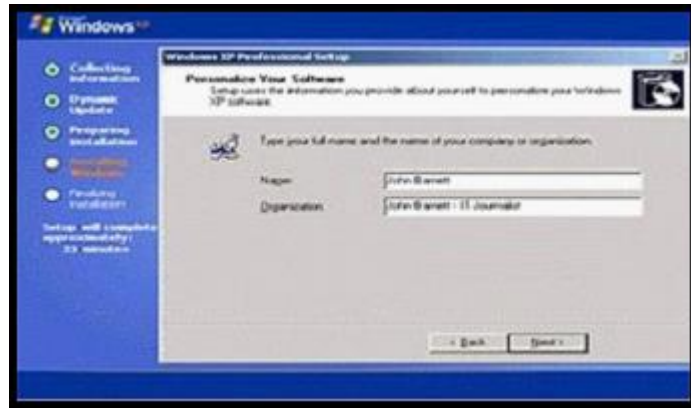 Windows xp
Collecting information
Dynamic Update
Preparing installation
Installing Windows
Finalizing installation
Setup will complete approximately:
33 minutes
Windows XP Professional Setup
Personalize Your Software
Setup uses the information you provide about yourself to personalize your Windows
XP software.
Type your full name and the name of your company or organization.
Name:
John Barnett
Organization:
John Barnett - IT Journalist
< Back
Next >